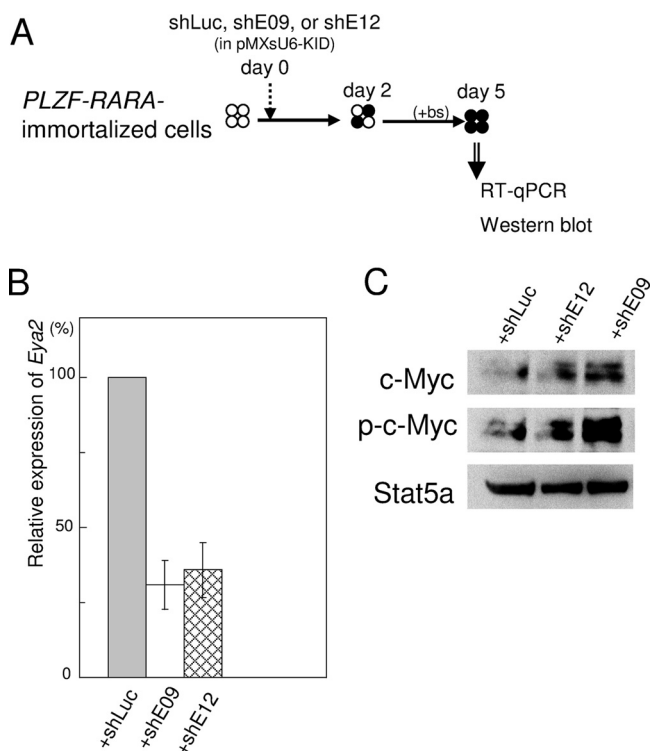 A
shLuc, shE09, or shE12
(in pMXsU6-KID)
day 0
PLZF-RARA-
immortalized cells
day 2
(+bs)
day 5
RT-qPCR
Western blot
B
Relative expression of Eya2
(%)
100
50
0
+shLuc
+shE09
+shE12
C
+shLuc
+shE12
+shE09
c-Myc
p-c-Myc
Stat5a